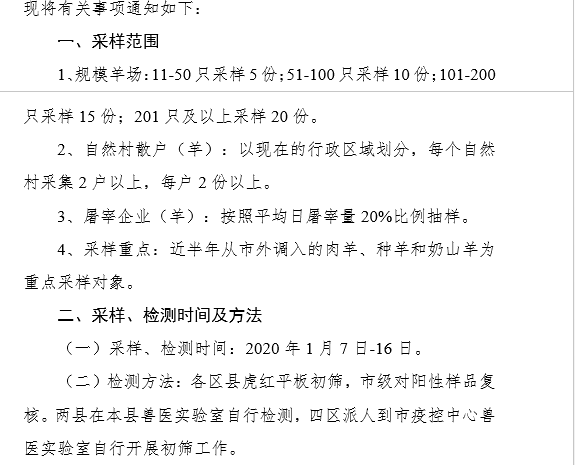 现将有关事项通知如下：
一、采样范围
1、规模羊场：11-50 只采样 5 份；51-100 只采样 10 份；101-200
只采样 15 份；201 只及以上采样 20 份。
2、自然村散户（羊）：以现在的行政区域划分，每个自然
村采集 2 户以上，每户 2 份以上。
3、屠宰企业（羊）：按照平均日屠宰量 20%比例抽样。
4、采样重点：近半年从市外调入的肉羊、种羊和奶山羊为
重点采样对象。
二、采样、检测时间及方法
（一）采样、检测时间：2020 年 1 月 7 日-16 日。
（二）检测方法：各区县虎红平板初筛，市级对阳性样品复
核。两县在本县兽医实验室自行检测，四区派人到市疫控中心兽
医实验室自行开展初筛工作。